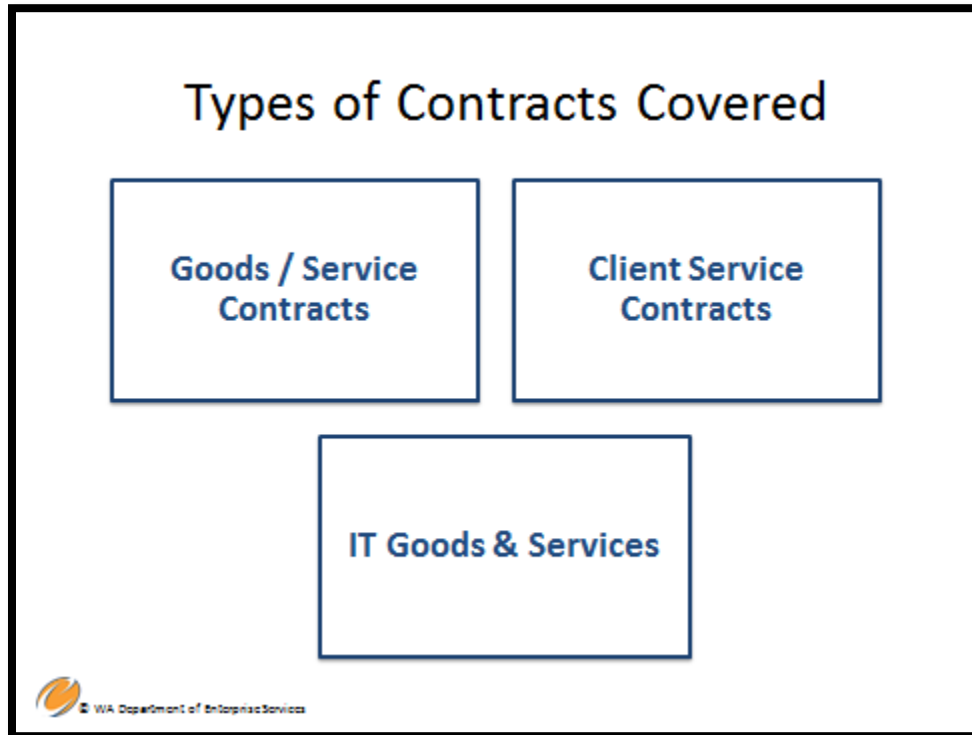 Types of Contracts Covered
Goods / Service
Contracts
Client Service
Contracts
IT Goods & Services
© WA Department of Enterprise Services